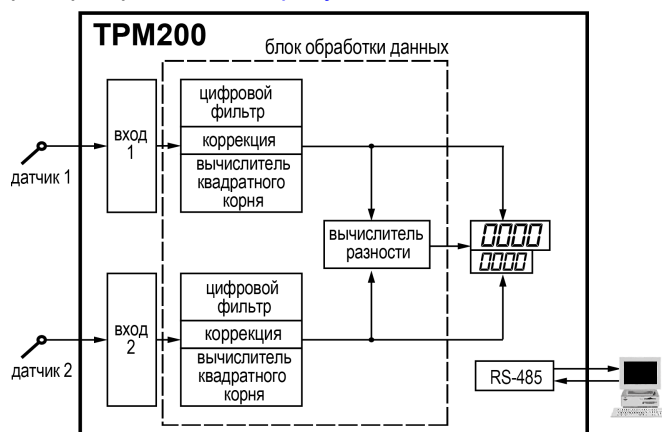 ТРМ200
блок обработки данных
цифровой
фильтр
коррекция
вычислитель
квадратного
корня
вход
1
датчик 1
вычислитель
разности
0000
0000
цифровой
фильтр
коррекция
вычислитель
квадратного
корня
вход
2
датчик 2
RS-485